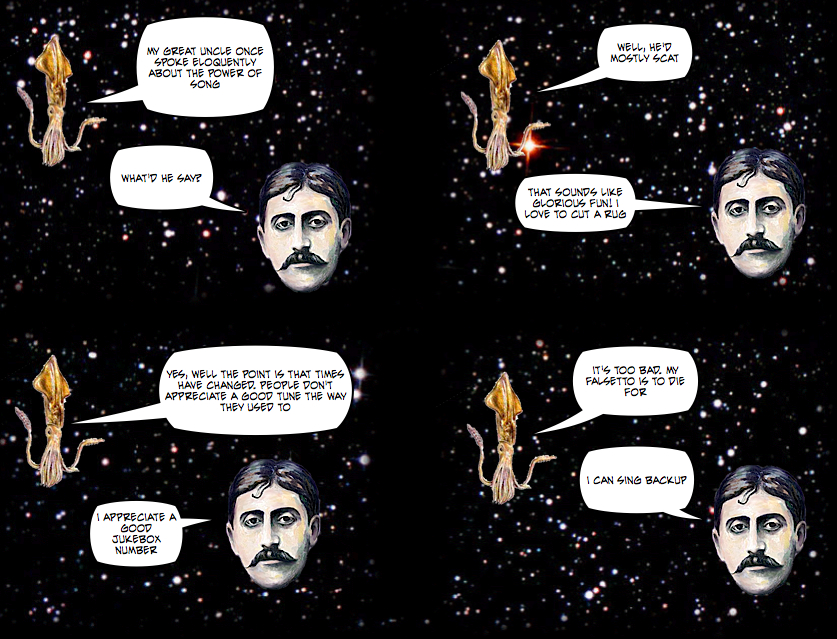 MY GREAT UNCLE ONCE
SPOKE ELOQUENTLY
ABOUT THE POWER OF
SONG
WHAT'D HE SAY?
WELL, HE'D
MOSTLY SCAT
THAT SOUNDS LIKE
GLORIOUS FUN! I
LOVE TO CUT A RUG
YES, WELL THE POINT IS THAT TIMES
HAVE CHANGED. PEOPLE DON'T
APPRECIATE A GOOD TUNE THE WAY
THEY USED TO
I APPRECIATE A
GOOD
JUKEBOX
NUMBER
IT'S TOO BAD. MY
FALSETTO IS TO DIE
FOR
I CAN SING BACKUP